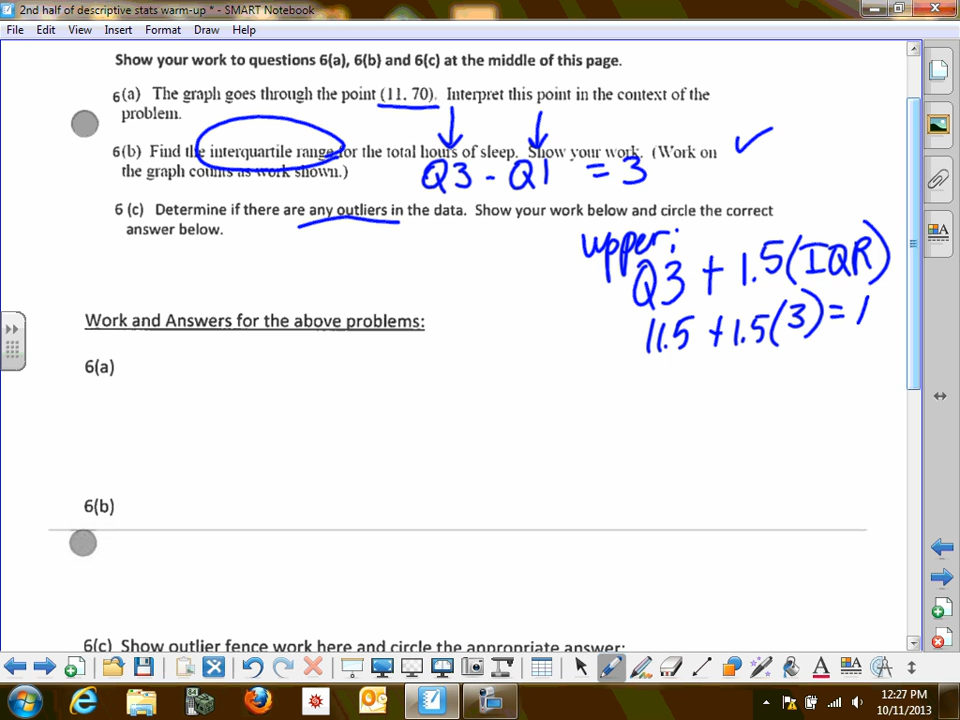 2nd half of descriptive stats warm-up * - SMART Notebook
File Edit View Insert Format Draw Help
Show your work to questions 6(a), 6(b) and 6(c) at the middle of this page.
6(a) The graph goes through the point (11, 70). Interpret this point in the context of the
problem.
6(b) Find the interquartile range for the total hours of sleep. Show your work. (Work on
the graph counts as work shown.)
Q3 - Q1 = 3
6 (c) Determine if there are any outliers in the data. Show your work below and circle the correct
answer below.
upper:
Q3 + 1.5(IQR)
11.5 + 1.5(3) = 1
Work and Answers for the above problems:
6(a)
6(b)
6(c) Show outlier fence work here and circle the appropriate answer:
12:27 PM
10/11/2013